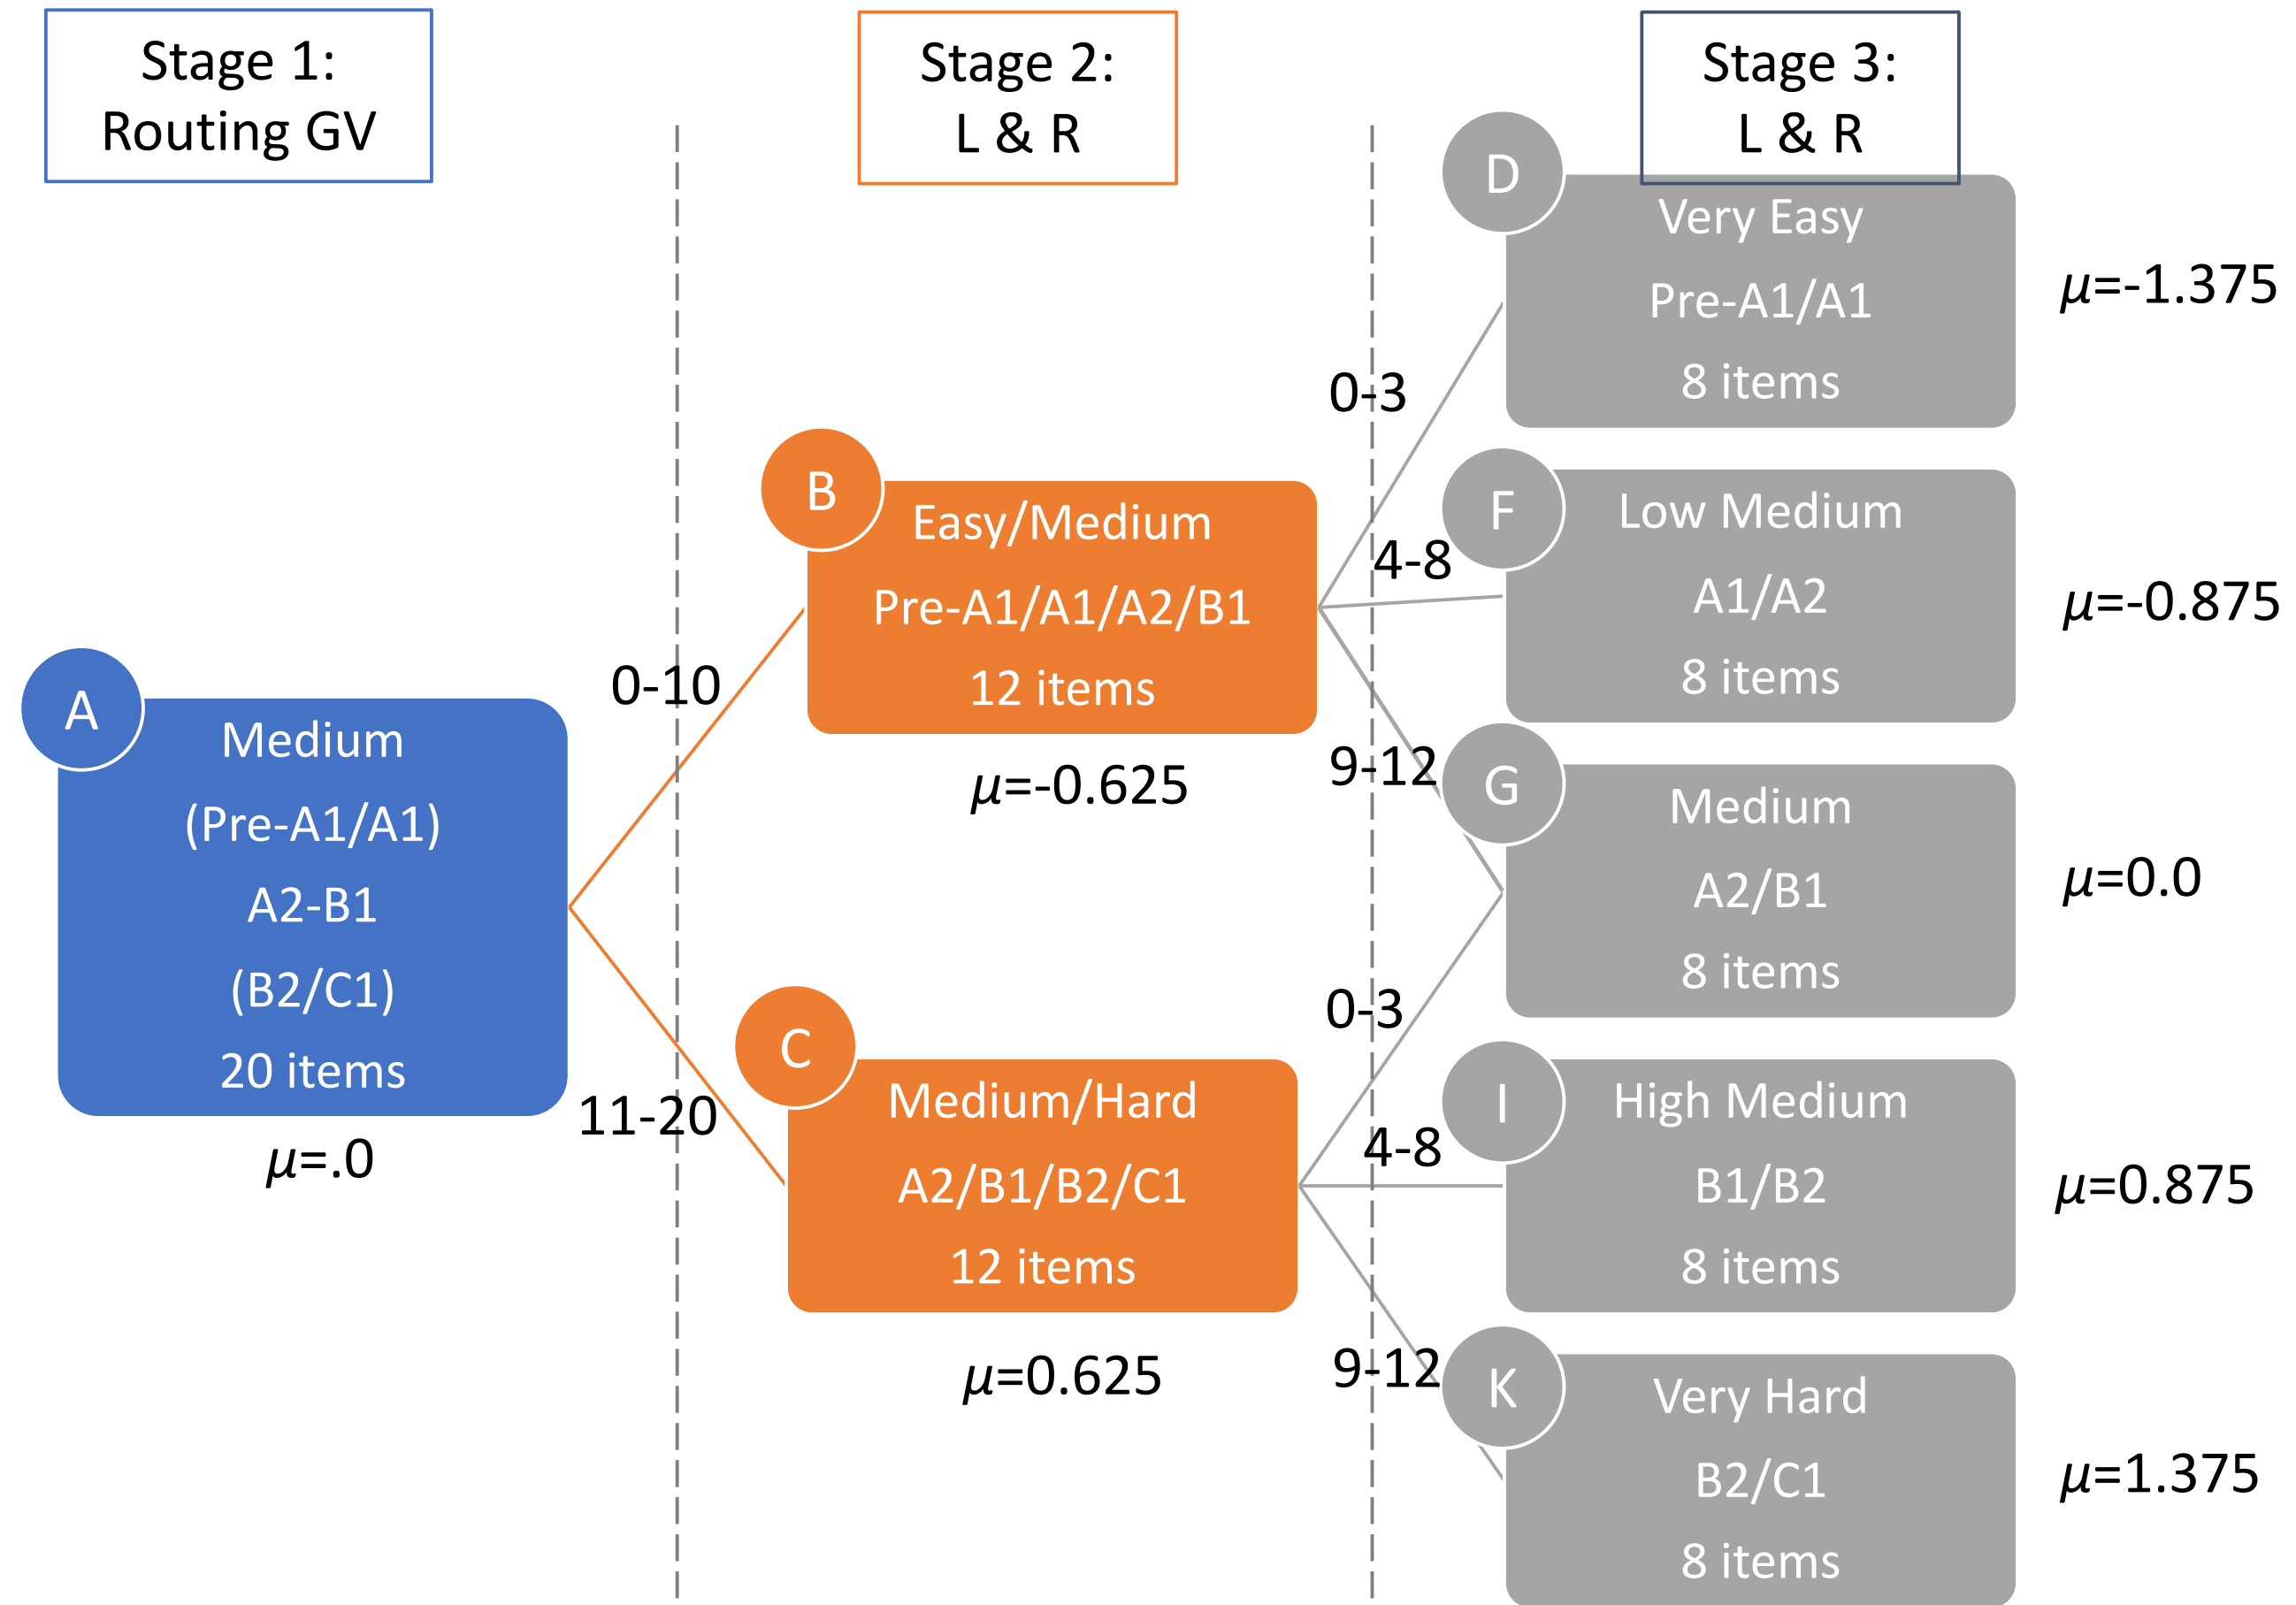 Stage 1:
Routing GV
Stage 2:
L & R
Stage 3:
L & R
A
Medium
(Pre-A1/A1)
A2-B1
(B2/C1)
20 items
μ=.0
0-10
11-20
B
Easy/Medium
Pre-A1/A1/A2/B1
12 items
μ=-0.625
C
Medium/Hard
A2/B1/B2/C1
12 items
μ=0.625
0-3
4-8
9-12
0-3
4-8
9-12
D
Very Easy
Pre-A1/A1
8 items
μ=-1.375
F
Low Medium
A1/A2
8 items
μ=-0.875
G
Medium
A2/B1
8 items
μ=0.0
I
High Medium
B1/B2
8 items
μ=0.875
K
Very Hard
B2/C1
8 items
μ=1.375